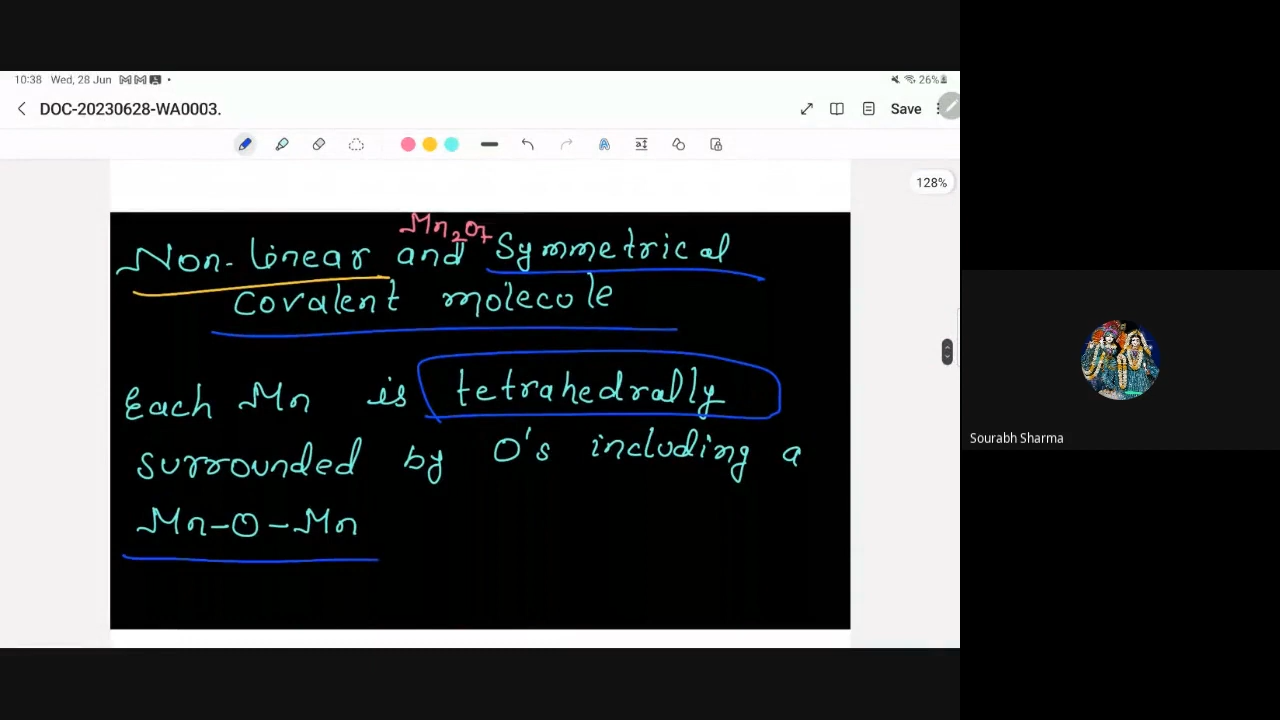 10:38 Wed, 28 Jun
26%
DOC-20230628-WA0003.
Save
128%
Mn2O7
Non-linear and Symmetrical
covalent molecule
Each Mn is tetrahedrally
surrounded by O's including a
Mn-O-Mn
Sourabh Sharma